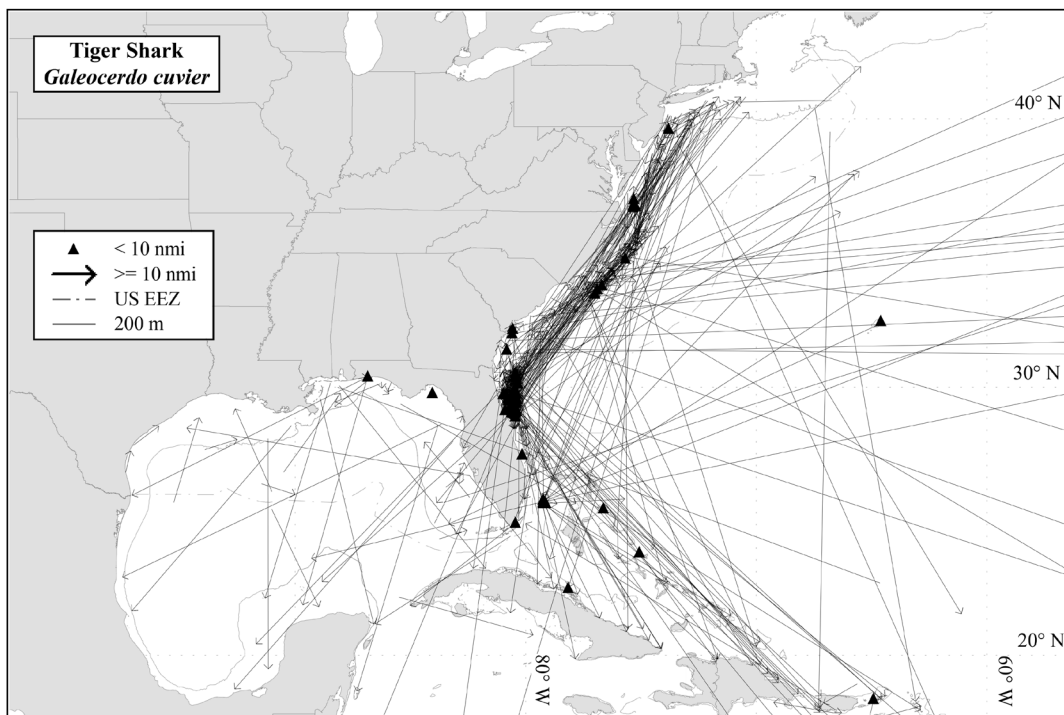 Tiger Shark
Galeocerdo cuvier
40° N
< 10 nmi
>= 10 nmi
US EEZ
200 m
30° N
20° N
80° W
60° W